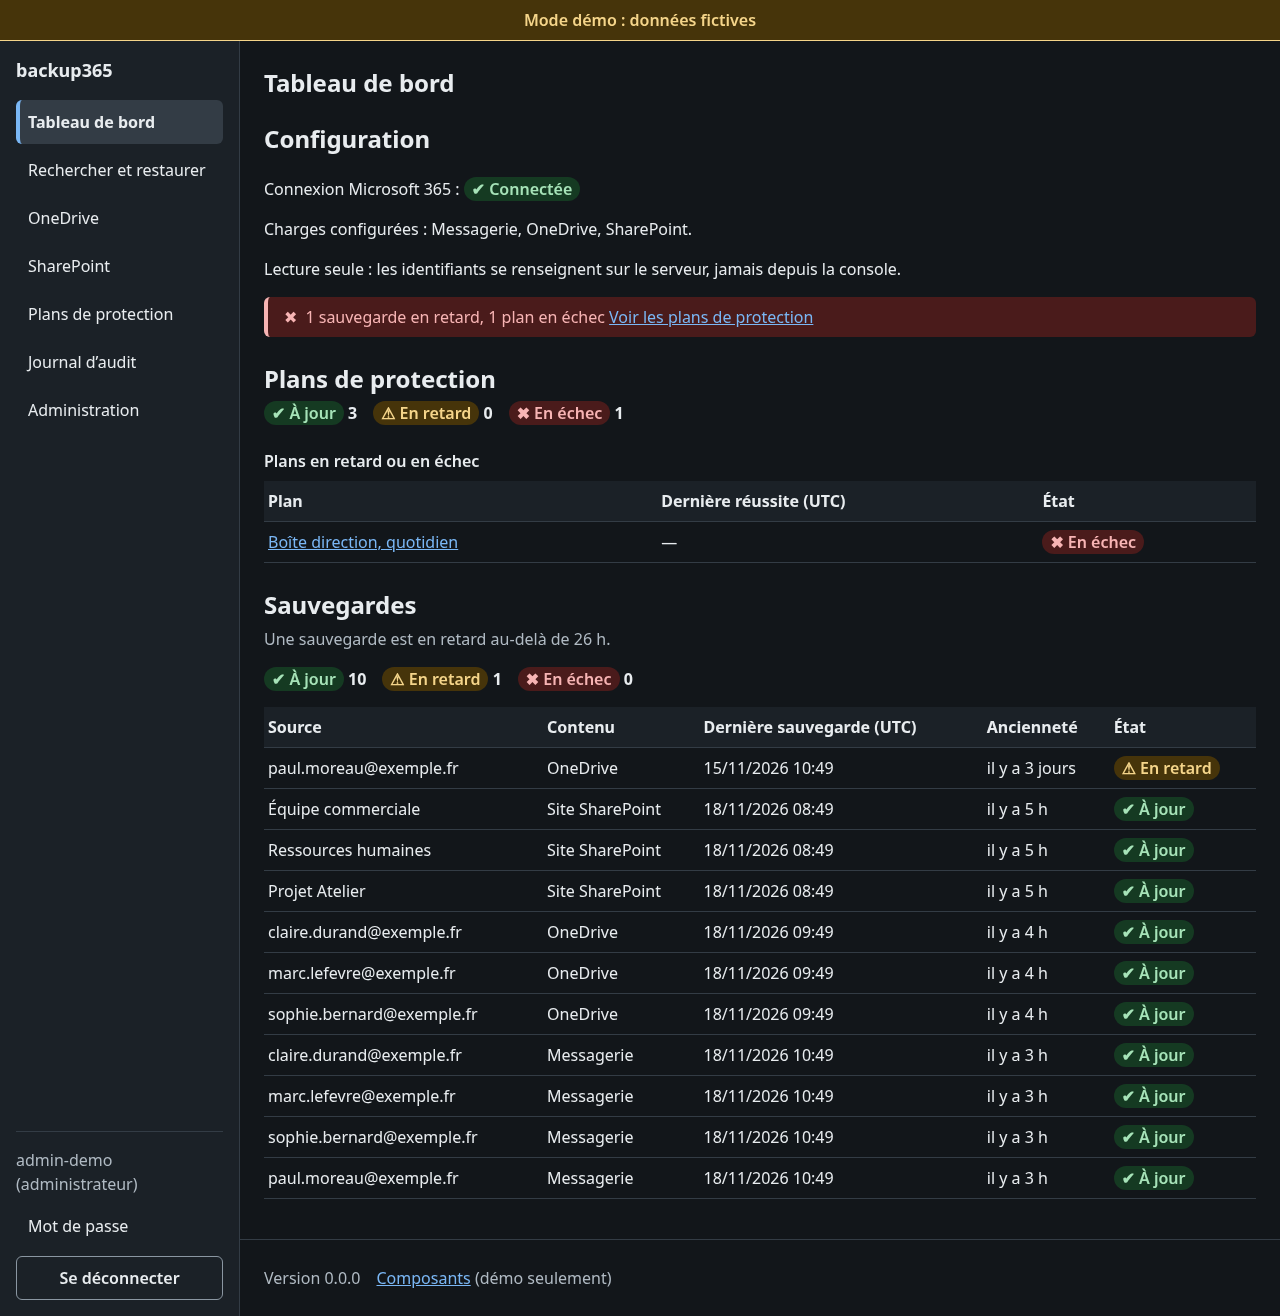 Mode démo : données fictives
backup365
Tableau de bord
Rechercher et restaurer
OneDrive
SharePoint
Plans de protection
Journal d’audit
Administration
admin-demo
(administrateur)
Mot de passe
Se déconnecter
Tableau de bord
Configuration
Connexion Microsoft 365 : ✔ Connectée
Charges configurées : Messagerie, OneDrive, SharePoint.
Lecture seule : les identifiants se renseignent sur le serveur, jamais depuis la console.
✖ 1 sauvegarde en retard, 1 plan en échec Voir les plans de protection
Plans de protection
✔ À jour 3 ⚠ En retard 0 ✖ En échec 1
Plans en retard ou en échec
Plan Dernière réussite (UTC) État
Boîte direction, quotidien — ✖ En échec
Sauvegardes
Une sauvegarde est en retard au-delà de 26 h.
✔ À jour 10 ⚠ En retard 1 ✖ En échec 0
Source Contenu Dernière sauvegarde (UTC) Ancienneté État
paul.moreau@exemple.fr OneDrive 15/11/2026 10:49 il y a 3 jours ⚠ En retard
Équipe commerciale Site SharePoint 18/11/2026 08:49 il y a 5 h ✔ À jour
Ressources humaines Site SharePoint 18/11/2026 08:49 il y a 5 h ✔ À jour
Projet Atelier Site SharePoint 18/11/2026 08:49 il y a 5 h ✔ À jour
claire.durand@exemple.fr OneDrive 18/11/2026 09:49 il y a 4 h ✔ À jour
marc.lefevre@exemple.fr OneDrive 18/11/2026 09:49 il y a 4 h ✔ À jour
sophie.bernard@exemple.fr OneDrive 18/11/2026 09:49 il y a 4 h ✔ À jour
claire.durand@exemple.fr Messagerie 18/11/2026 10:49 il y a 3 h ✔ À jour
marc.lefevre@exemple.fr Messagerie 18/11/2026 10:49 il y a 3 h ✔ À jour
sophie.bernard@exemple.fr Messagerie 18/11/2026 10:49 il y a 3 h ✔ À jour
paul.moreau@exemple.fr Messagerie 18/11/2026 10:49 il y a 3 h ✔ À jour
Version 0.0.0 Composants (démo seulement)